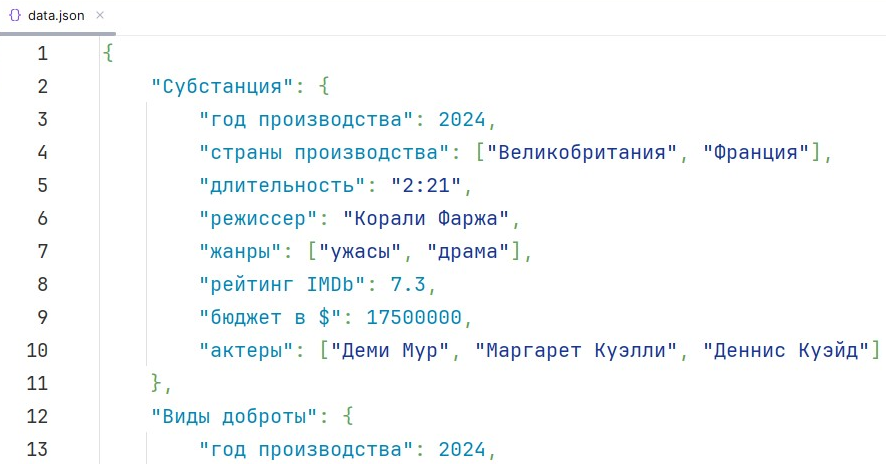 {} data.json ×
1 {
2 "Субстанция": {
3 "год производства": 2024,
4 "страны производства": ["Великобритания", "Франция"],
5 "длительность": "2:21",
6 "режиссер": "Корали Фаржа",
7 "жанры": ["ужасы", "драма"],
8 "рейтинг IMDb": 7.3,
9 "бюджет в $": 17500000,
10 "актеры": ["Деми Мур", "Маргарет Куэлли", "Деннис Куэйд"]
11 },
12 "Виды доброты": {
13 "год производства": 2024,